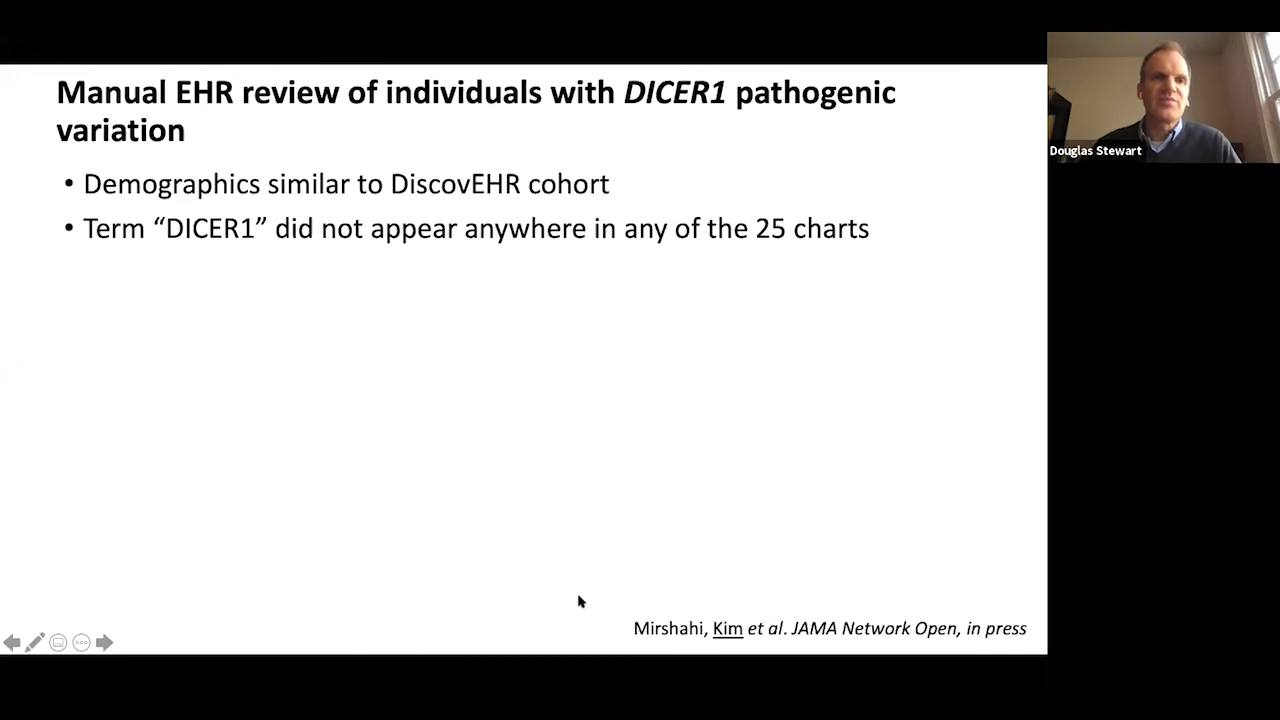 Manual EHR review of individuals with DICER1 pathogenic
variation
• Demographics similar to DiscovEHR cohort
• Term “DICER1” did not appear anywhere in any of the 25 charts
Mirshahi, Kim et al. JAMA Network Open, in press
Douglas Stewart